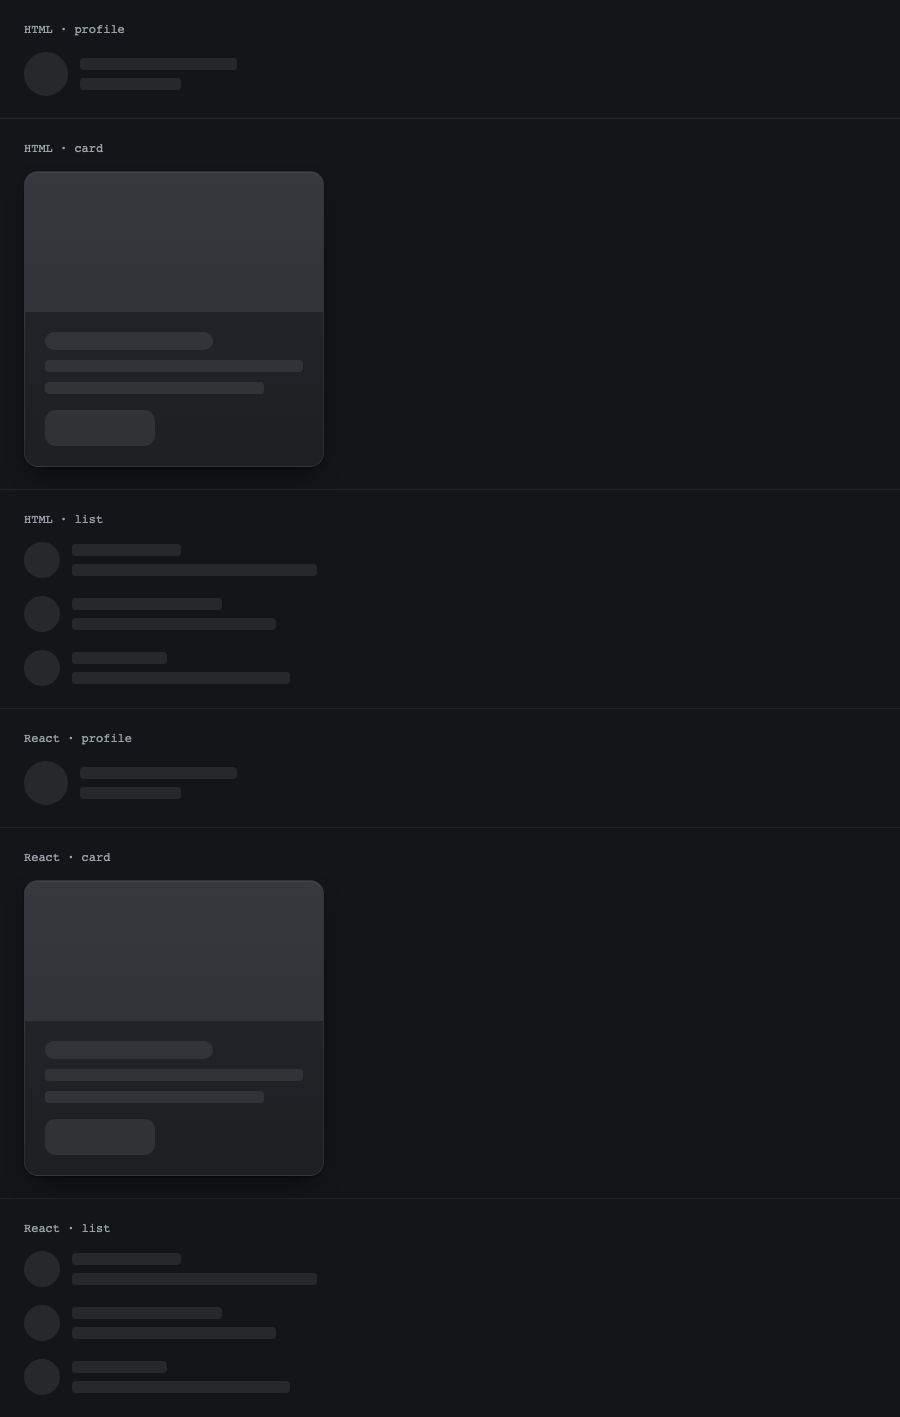 HTML · profile
HTML · card
HTML · list
React · profile
React · card
React · list